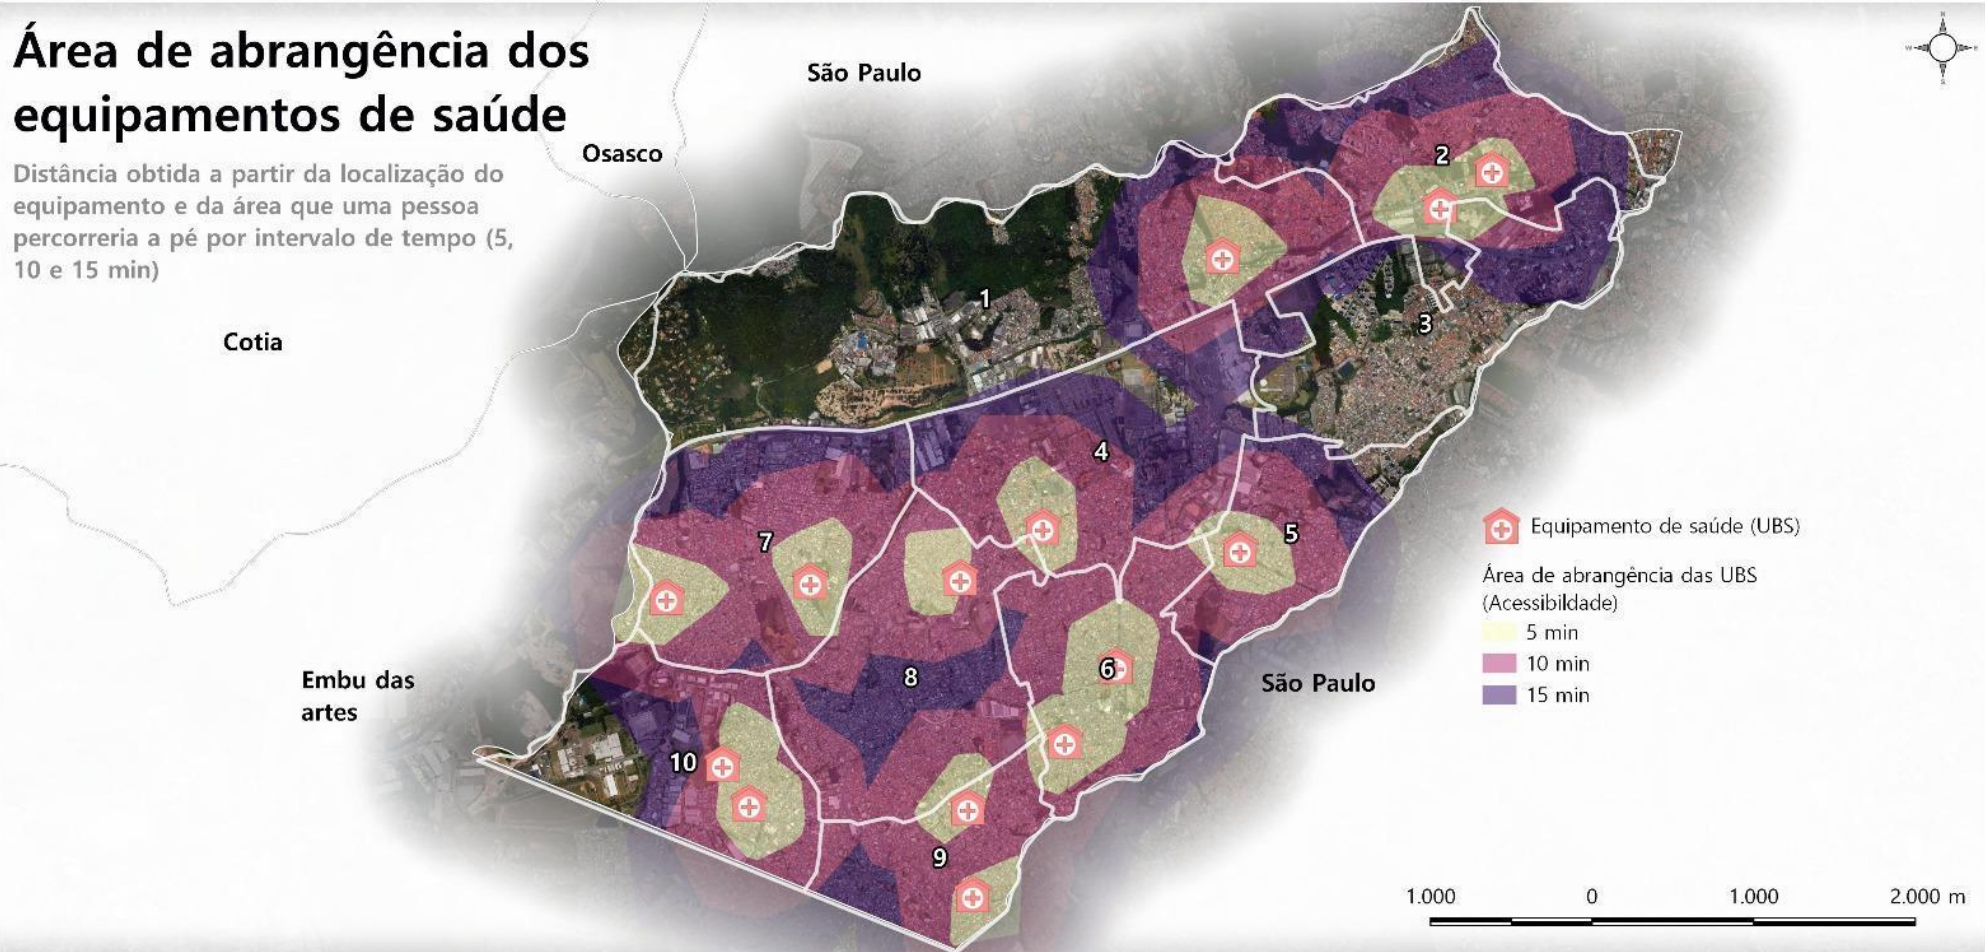 Área de abrangência dos
equipamentos de saúde
Distância obtida a partir da localização do
equipamento e da área que uma pessoa
percorreria a pé por intervalo de tempo (5,
10 e 15 min)
São Paulo
Osasco
Cotia
Embu das
artes
São Paulo
N
W
E
S
1
2
3
4
5
6
7
8
9
10
Equipamento de saúde (UBS)
Área de abrangência das UBS
(Acessibildade)
5 min
10 min
15 min
1.000 0 1.000 2.000 m